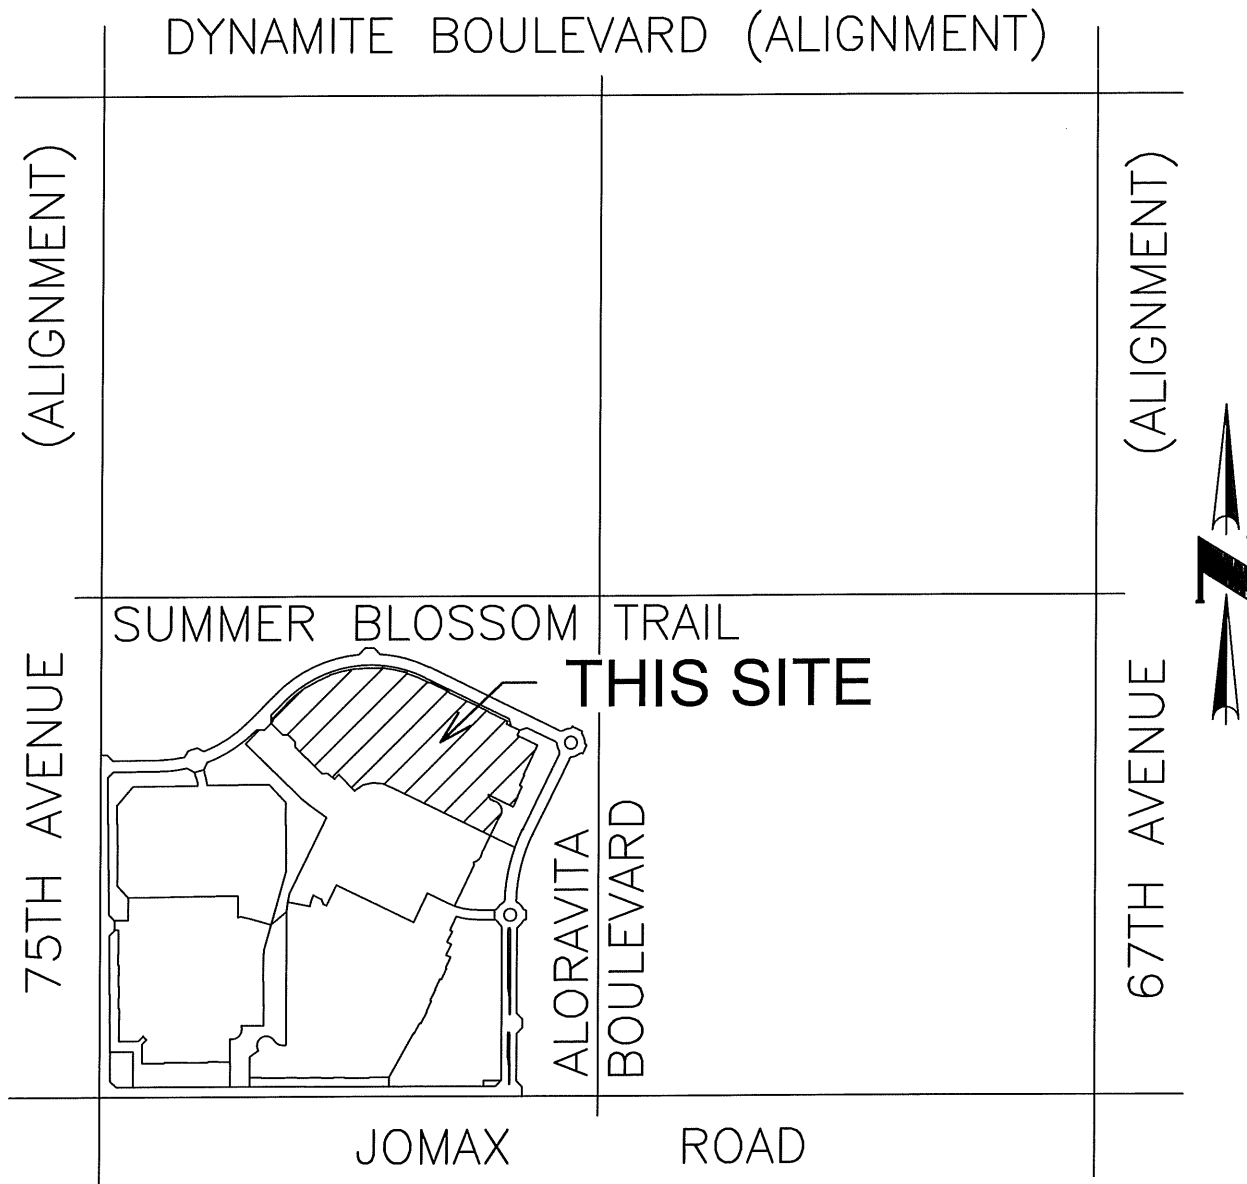 DYNAMITE BOULEVARD (ALIGNMENT)
(ALIGNMENT)
(ALIGNMENT)
N
SUMMER BLOSSOM TRAIL
THIS SITE
75TH AVENUE
ALORAVITA
BOULEVARD
67TH AVENUE
JOMAX ROAD